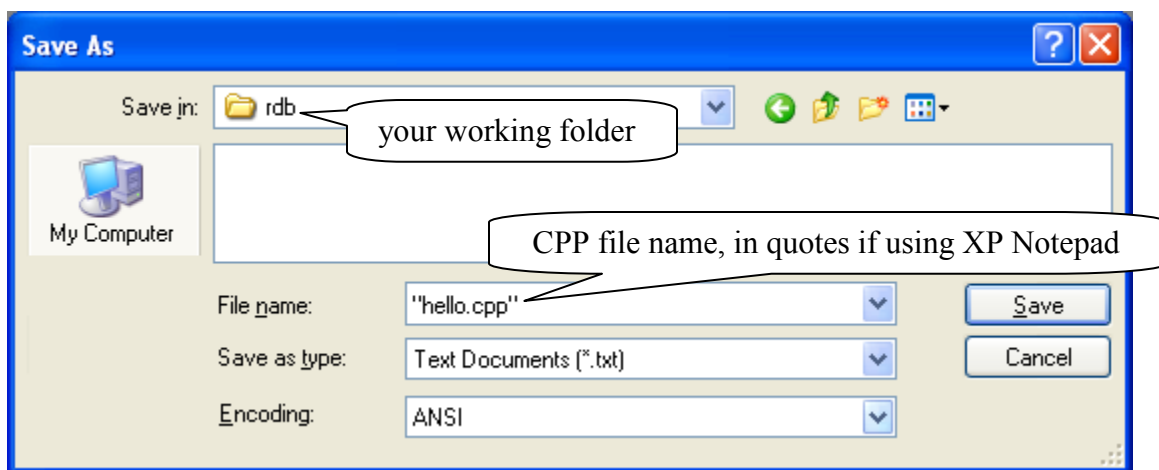 Save As
Save in: rdb
your working folder
My Computer
CPP file name, in quotes if using XP Notepad
File name: "hello.cpp" Save
Save as type: Text Documents (*.txt) Cancel
Encoding: ANSI